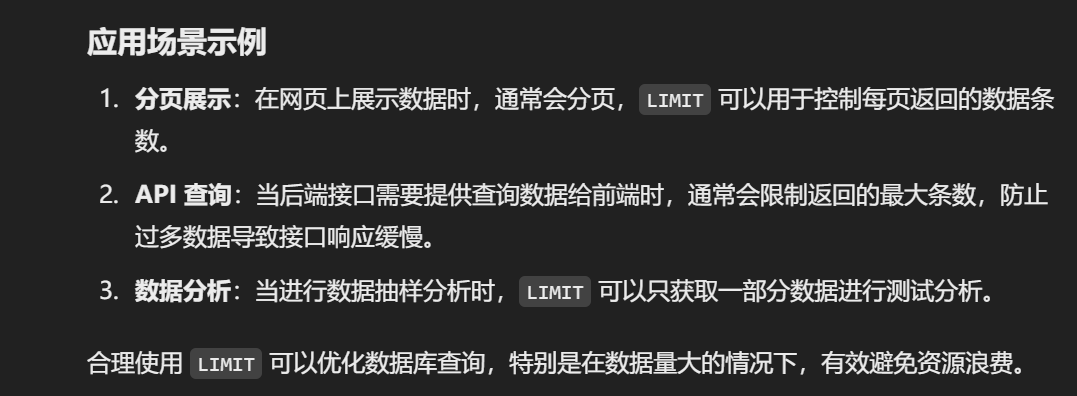 应用场景示例
1. 分页展示：在网页上展示数据时，通常会分页，LIMIT 可以用于控制每页返回的数据条
数。
2. API 查询：当后端接口需要提供查询数据给前端时，通常会限制返回的最大条数，防止
过多数据导致接口响应缓慢。
3. 数据分析：当进行数据抽样分析时，LIMIT 可以只获取一部分数据进行测试分析。
合理使用 LIMIT 可以优化数据库查询，特别是在数据量大的情况下，有效避免资源浪费。